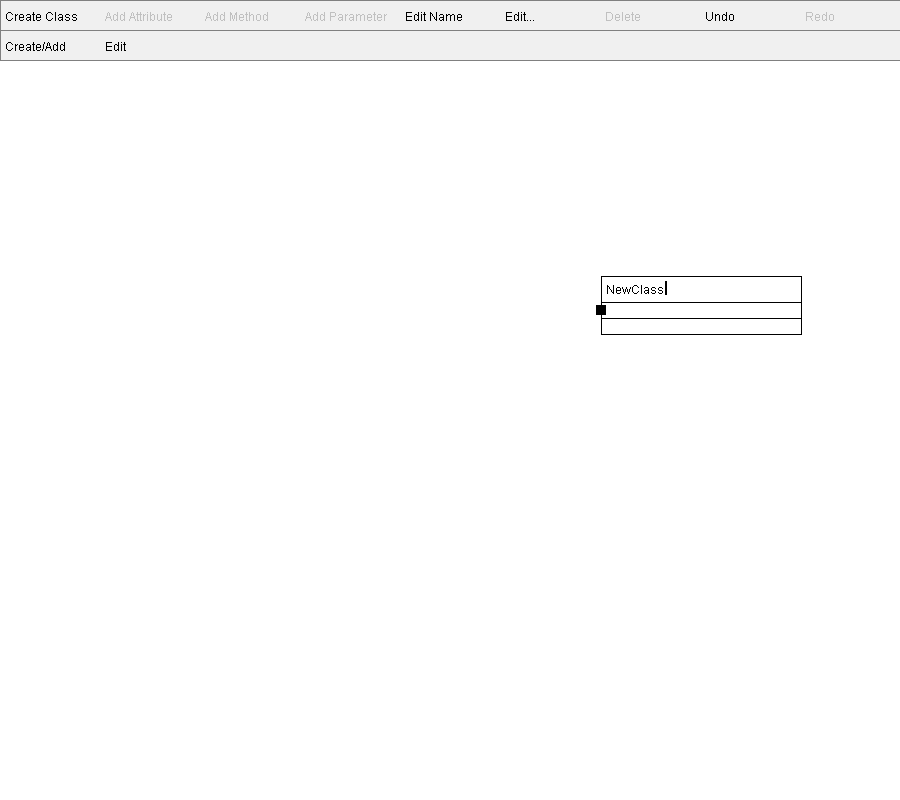 Create Class Add Attribute Add Method Add Parameter Edit Name Edit... Delete Undo Redo
Create/Add Edit
NewClass